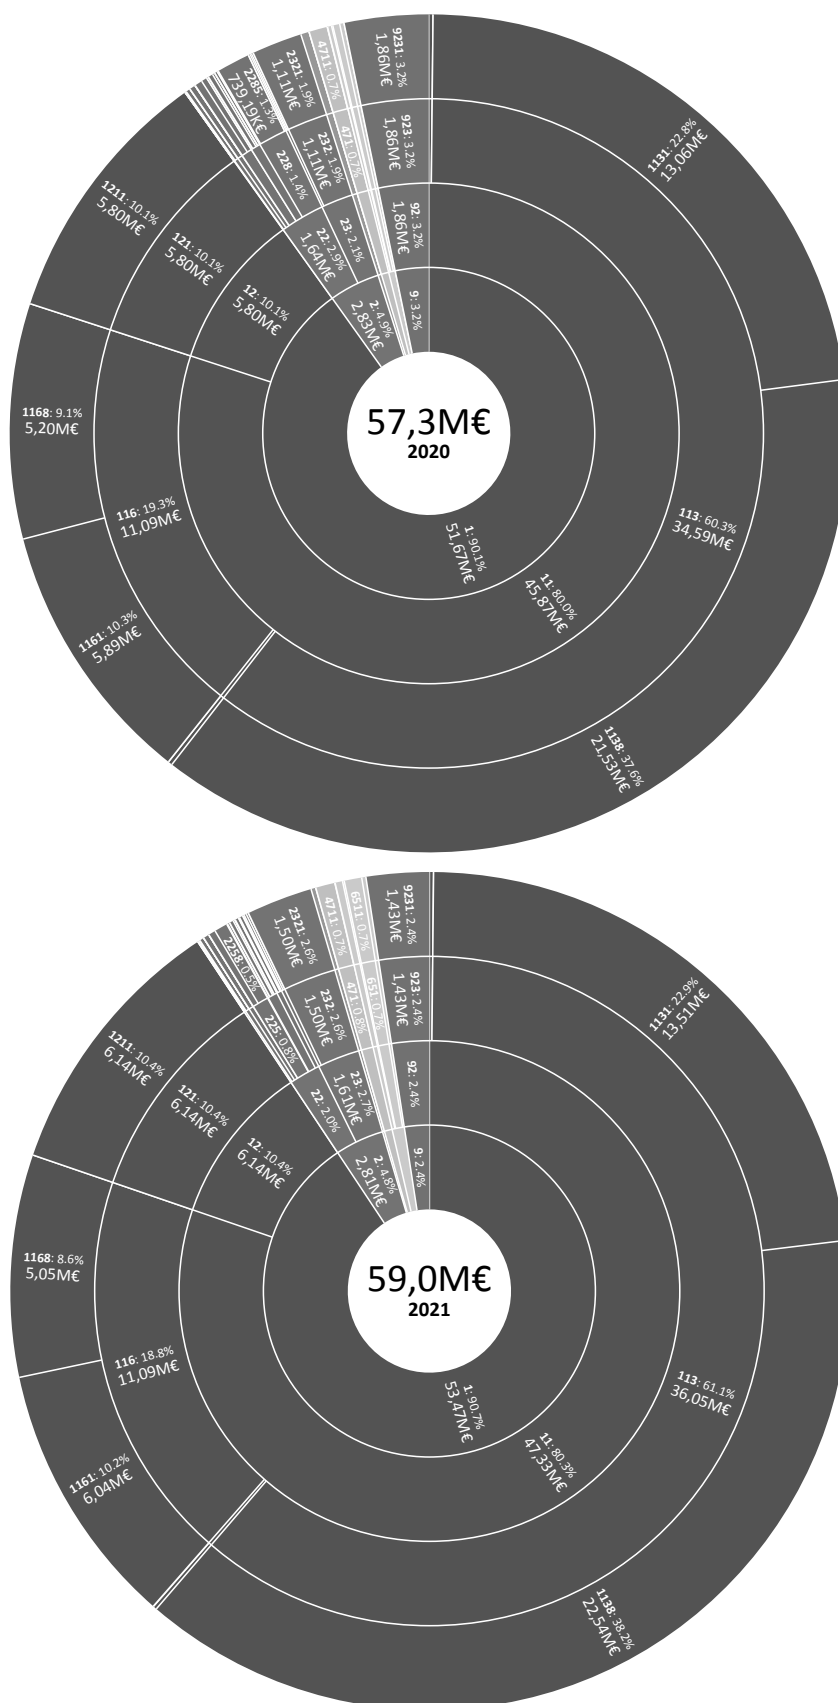 57,3M€
2020
1: 90.1%
51,67M€
11: 80.0%
45,87M€
113: 60.3%
34,59M€
1131: 22.8%
13,06M€
1138: 37.6%
21,53M€
116: 19.3%
11,09M€
1161: 10.3%
5,89M€
1168: 9.1%
5,20M€
12: 10.1%
5,80M€
121: 10.1%
5,80M€
1211: 10.1%
5,80M€
2: 4.9%
2,83M€
22: 2.9%
1,64M€
228: 1.4%
2285: 1.3%
739,19K€
23: 2.1%
232: 1.9%
1,11M€
2321: 1.9%
1,11M€
471: 0.7%
4711: 0.7%
9: 3.2%
92: 3.2%
1,86M€
923: 3.2%
1,86M€
9231: 3.2%
1,86M€
59,0M€
2021
1: 90.7%
53,47M€
11: 80.3%
47,33M€
113: 61.1%
36,05M€
1131: 22.9%
13,51M€
1138: 38.2%
22,54M€
116: 18.8%
11,09M€
1161: 10.2%
6,04M€
1168: 8.6%
5,05M€
12: 10.4%
6,14M€
121: 10.4%
6,14M€
1211: 10.4%
6,14M€
2: 4.8%
2,81M€
22: 2.0%
225: 0.8%
2258: 0.5%
23: 2.7%
1,61M€
232: 2.6%
1,50M€
2321: 2.6%
1,50M€
471: 0.8%
4711: 0.7%
651: 0.7%
6511: 0.7%
9: 2.4%
92: 2.4%
923: 2.4%
1,43M€
9231: 2.4%
1,43M€